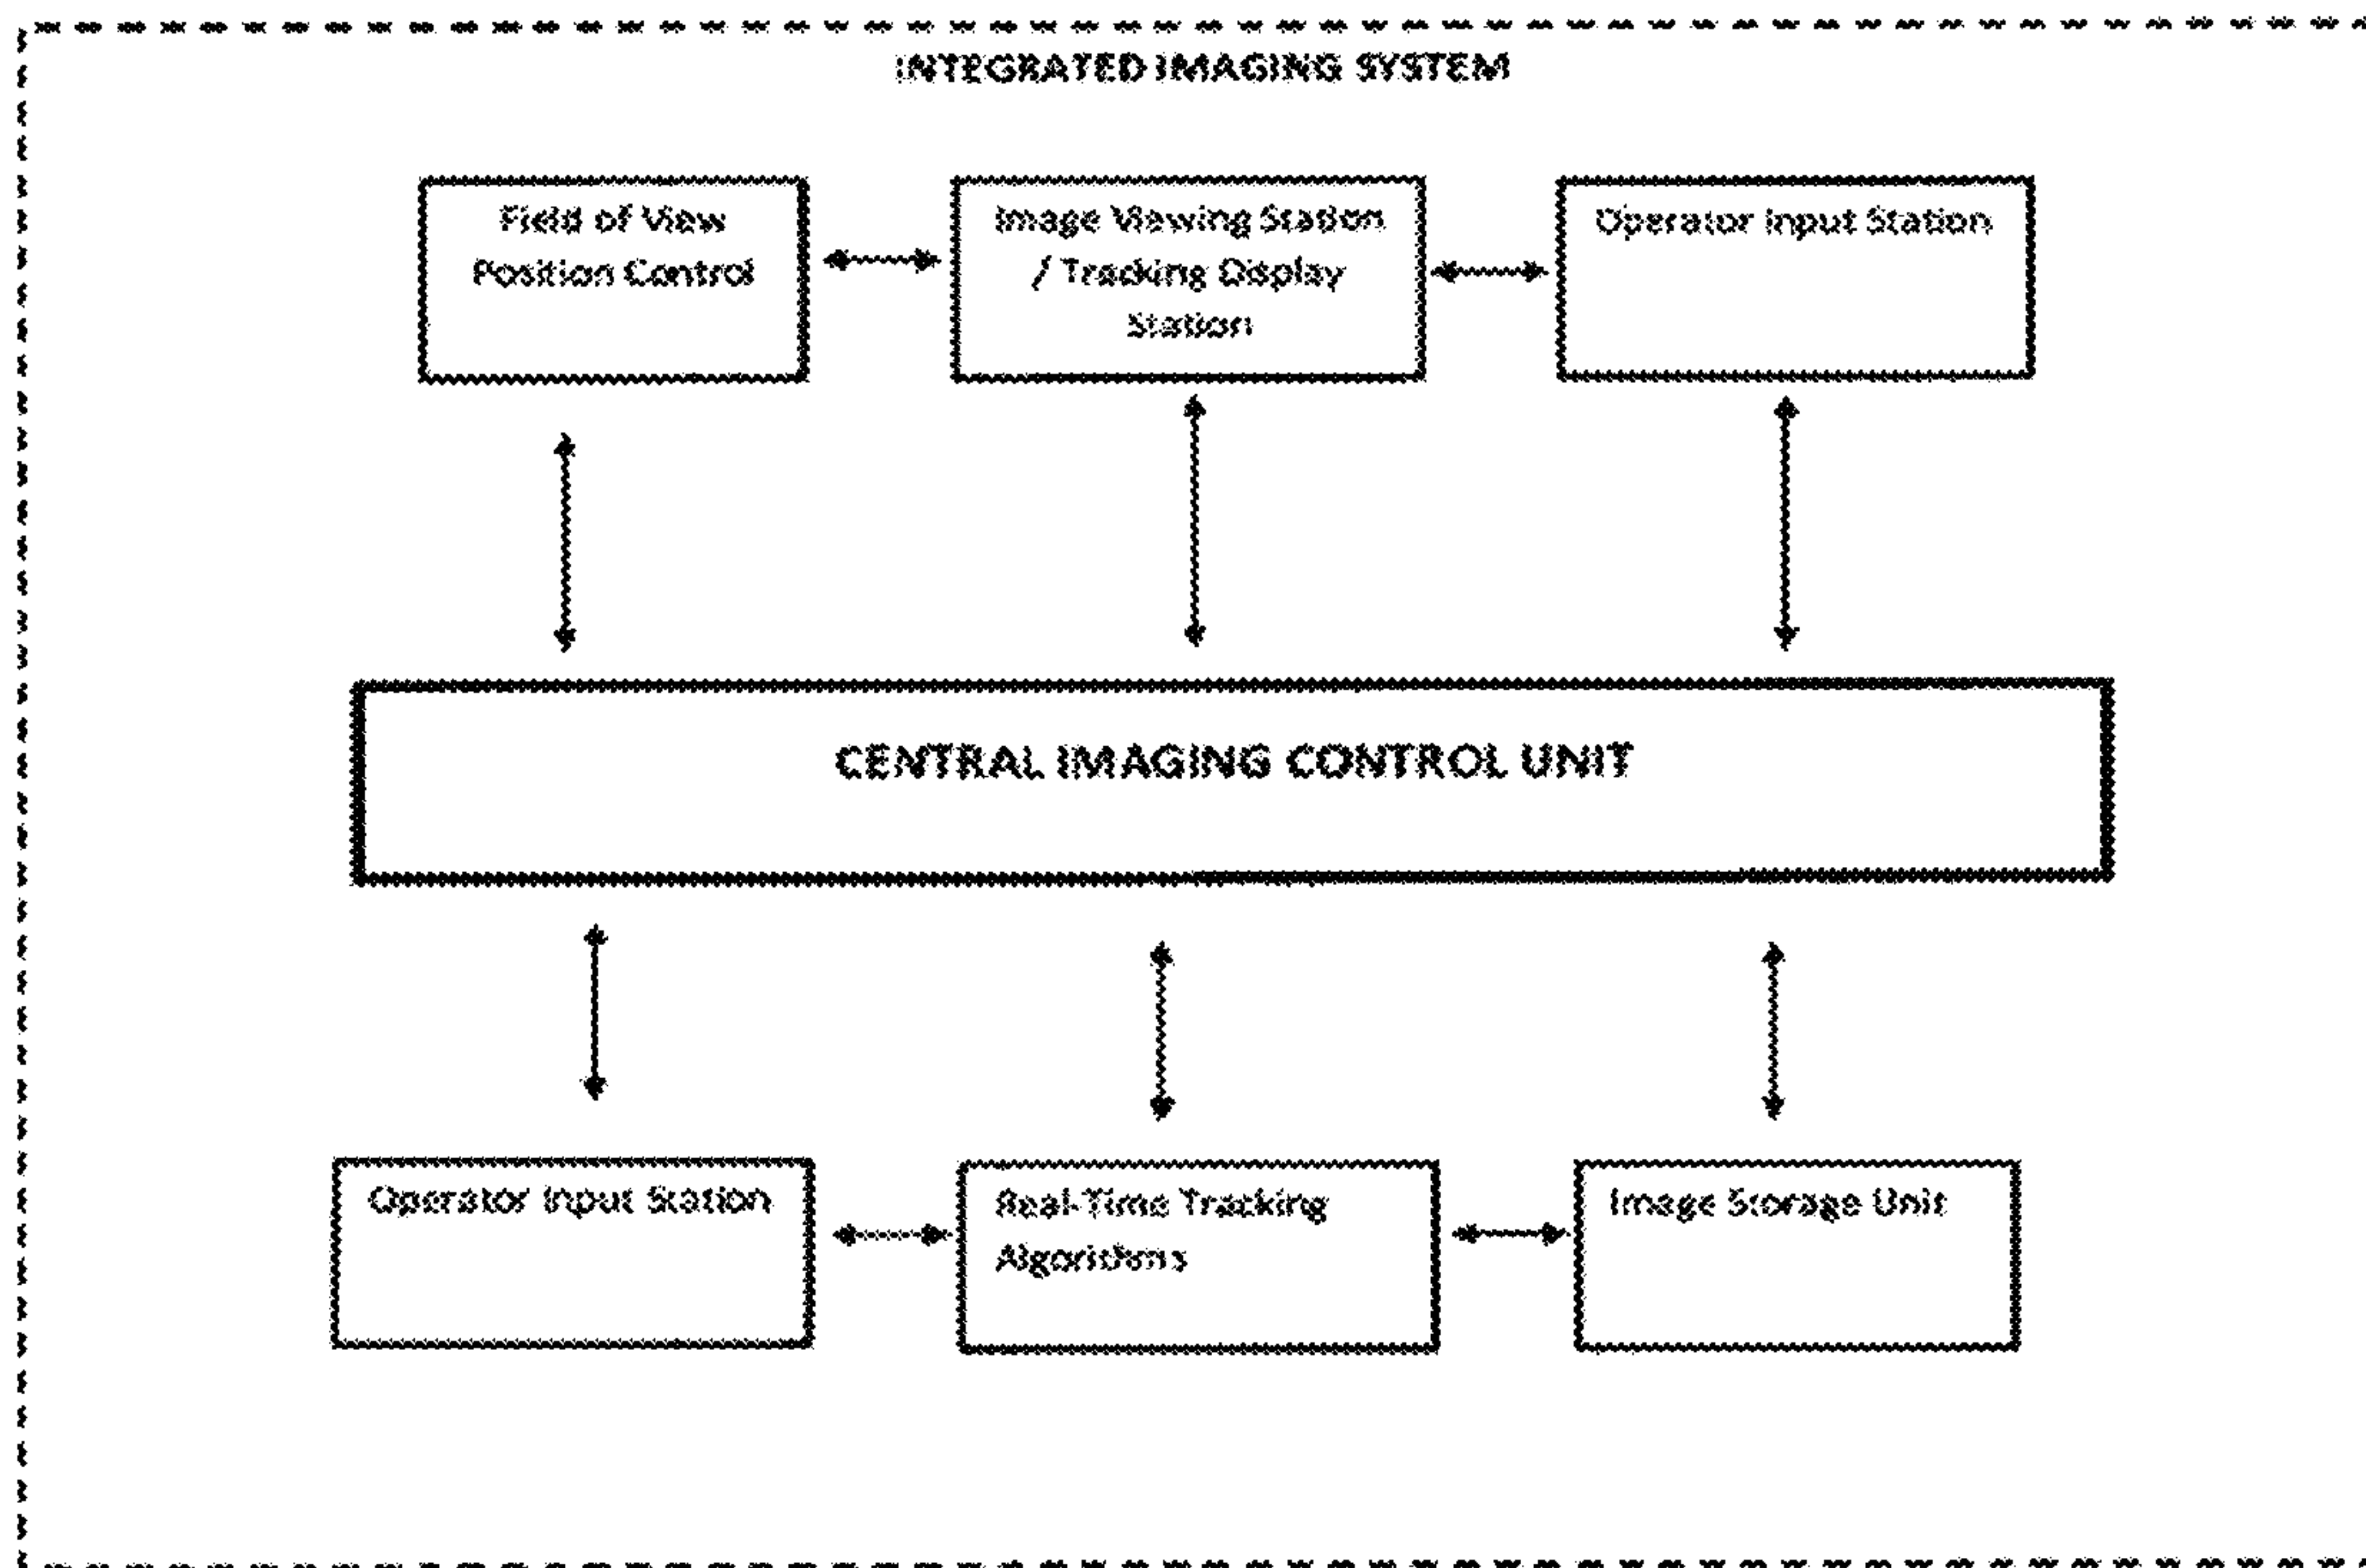 INTEGRATED IMAGING SYSTEM
Field of View
Position Control
Image Viewing Station
/ Tracking Display
Station
Operator Input Station
CENTRAL IMAGING CONTROL UNIT
Operator Input Station
Real-Time Tracking
Algorithms
Image Storage Unit